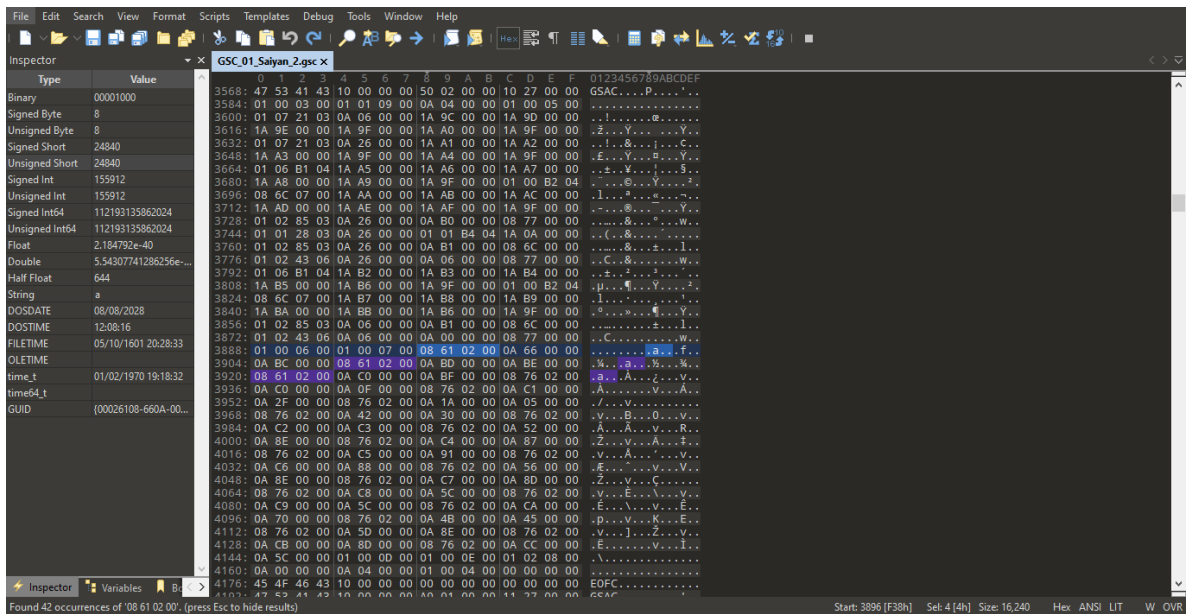 File Edit Search View Format Scripts Templates Debug Tools Window Help
Hex
Inspector
Type Value
Binary 00001000
Signed Byte 8
Unsigned Byte 8
Signed Short 24840
Unsigned Short 24840
Signed Int 155912
Unsigned Int 155912
Signed Int64 112193135862024
Unsigned Int64 112193135862024
Float 2.184792e-40
Double 5.54307741286256e-...
Half Float 644
String a
DOSDATE 08/08/2028
DOSTIME 12:08:16
FILETIME 05/10/1601 20:28:33
OLETIME
time_t 01/02/1970 19:18:32
time64_t
GUID {00026108-660A-00...
Inspector Variables
GSC_01_Saiyan_2.gsc
0 1 2 3 4 5 6 7 8 9 A B C D E F 0123456789ABCDEF
3568: 47 53 41 43 10 00 00 00 50 02 00 00 10 27 00 00 GSAC....P....'..
3584: 01 00 03 00 01 01 09 00 0A 04 00 00 01 00 05 00 ................
3600: 01 07 21 03 0A 06 00 00 1A 9C 00 00 1A 9D 00 00 ..!......œ......
3616: 1A 9E 00 00 1A 9F 00 00 1A A0 00 00 1A 9F 00 00 .ž...Ÿ... ...Ÿ..
3632: 01 07 21 03 0A 26 00 00 1A A1 00 00 1A A2 00 00 ..!..&...¡...¢..
3648: 1A A3 00 00 1A 9F 00 00 1A A4 00 00 1A 9F 00 00 .£...Ÿ...¤...Ÿ..
3664: 01 06 B1 04 1A A5 00 00 1A A6 00 00 1A A7 00 00 ..±..¥...¦...§..
3680: 1A A8 00 00 1A A9 00 00 1A 9F 00 00 01 00 B2 04 .¨...©...Ÿ....².
3696: 08 6C 07 00 1A AA 00 00 1A AB 00 00 1A AC 00 00 .l...ª...«...¬..
3712: 1A AD 00 00 1A AE 00 00 1A AF 00 00 1A 9F 00 00 .-...®...¯...Ÿ..
3728: 01 02 85 03 0A 26 00 00 0A B0 00 00 08 77 00 00 ..…..&...°...w..
3744: 01 01 28 03 0A 26 00 00 01 01 B4 04 1A 0A 00 00 ..(..&....´.....
3760: 01 02 85 03 0A 26 00 00 0A B1 00 00 08 6C 00 00 ..…..&...±...l..
3776: 01 02 43 06 0A 26 00 00 0A 06 00 00 08 77 00 00 ..C..&.......w..
3792: 01 06 B1 04 1A B2 00 00 1A B3 00 00 1A B4 00 00 ..±..²...³...´..
3808: 1A B5 00 00 1A B6 00 00 1A 9F 00 00 01 00 B2 04 .µ...¶...Ÿ....².
3824: 08 6C 07 00 1A B7 00 00 1A B8 00 00 1A B9 00 00 .l...·...¸...¹..
3840: 1A BA 00 00 1A BB 00 00 1A B6 00 00 1A 9F 00 00 .º...»...¶...Ÿ..
3856: 01 02 85 03 0A 06 00 00 0A B1 00 00 08 6C 00 00 ..…......±...l..
3872: 01 02 43 06 0A 06 00 00 0A 00 00 00 08 77 00 00 ..C..........w..
3888: 01 00 06 00 01 00 07 00 08 61 02 00 0A 66 00 00 .........a...f..
3904: 0A BC 00 00 08 61 02 00 0A BD 00 00 0A BE 00 00 .¼...a...½...¾..
3920: 08 61 02 00 0A C0 00 00 0A BF 00 00 08 76 02 00 .a...À...¿...v..
3936: 0A C0 00 00 0A 0F 00 00 08 76 02 00 0A C1 00 00 .À.......v...Á..
3952: 0A 2F 00 00 08 76 02 00 0A 1A 00 00 0A 05 00 00 ./...v..........
3968: 08 76 02 00 0A 42 00 00 0A 30 00 00 08 76 02 00 .v...B...0...v..
3984: 0A C2 00 00 0A C3 00 00 08 76 02 00 0A 52 00 00 .Â...Ã...v...R..
4000: 0A 8E 00 00 08 76 02 00 0A C4 00 00 0A 87 00 00 .Ž...v...Ä...‡..
4016: 08 76 02 00 0A C5 00 00 0A 91 00 00 08 76 02 00 .v...Å...‘...v..
4032: 0A C6 00 00 0A 88 00 00 08 76 02 00 0A 56 00 00 .Æ...ˆ...v...V..
4048: 0A 8E 00 00 08 76 02 00 0A C7 00 00 0A 8D 00 00 .Ž...v...Ç......
4064: 08 76 02 00 0A C8 00 00 0A 5C 00 00 08 76 02 00 .v...È...\...v..
4080: 0A C9 00 00 0A 5C 00 00 08 76 02 00 0A CA 00 00 .É...\...v...Ê..
4096: 0A 70 00 00 08 76 02 00 0A 4B 00 00 0A 45 00 00 .p...v...K...E..
4112: 08 76 02 00 0A 5D 00 00 0A 8E 00 00 08 76 02 00 .v...]...Ž...v..
4128: 0A CB 00 00 0A 8D 00 00 08 76 02 00 0A CC 00 00 .Ë.......v...Ì..
4144: 0A 5C 00 00 01 00 0D 00 01 00 0E 00 01 02 08 00 .\..............
4160: 0A 00 00 00 0A 04 00 00 01 00 04 00 00 00 00 00 ................
4176: 45 4F 46 43 10 00 00 00 00 00 00 00 00 00 00 00 EOFC............
Found 42 occurrences of '08 61 02 00'. (press Esc to hide results) Start: 3896 [F38h] Sel: 4 [4h] Size: 16,240 Hex ANSI LIT W OVR